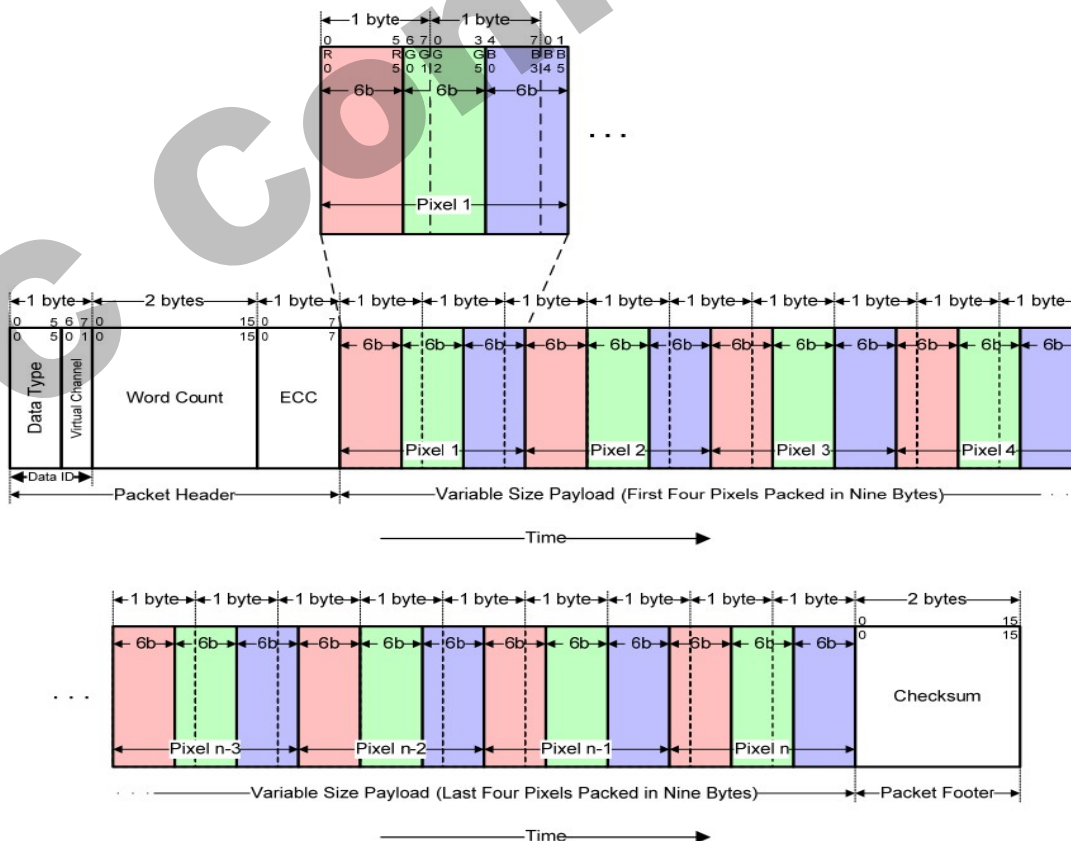 1 byte 1 byte
0 5 6 7 0 3 4 7 0 1
R R G G G G B B B B
0 5 0 1 2 5 0 3 4 5
6b 6b 6b
Pixel 1
. . .
1 byte 2 bytes 1 byte 1 byte 1 byte 1 byte 1 byte 1 byte 1 byte 1 byte 1 byte 1 byte
0 5 6 7 0 15 0 7
0 5 0 1 0 15 0 7
6b 6b 6b 6b 6b 6b 6b 6b 6b 6b 6b 6b
Data Type
Virtual Channel
Word Count
ECC
Pixel 1 Pixel 2 Pixel 3 Pixel 4
Data ID
Packet Header
Variable Size Payload (First Four Pixels Packed in Nine Bytes)
Time
1 byte 1 byte 1 byte 1 byte 1 byte 1 byte 1 byte 1 byte 1 byte 2 bytes
0 15
0 15
6b 6b 6b 6b 6b 6b 6b 6b 6b 6b 6b 6b
Checksum
Pixel n-3 Pixel n-2 Pixel n-1 Pixel n
Variable Size Payload (Last Four Pixels Packed in Nine Bytes)
Packet Footer
Time